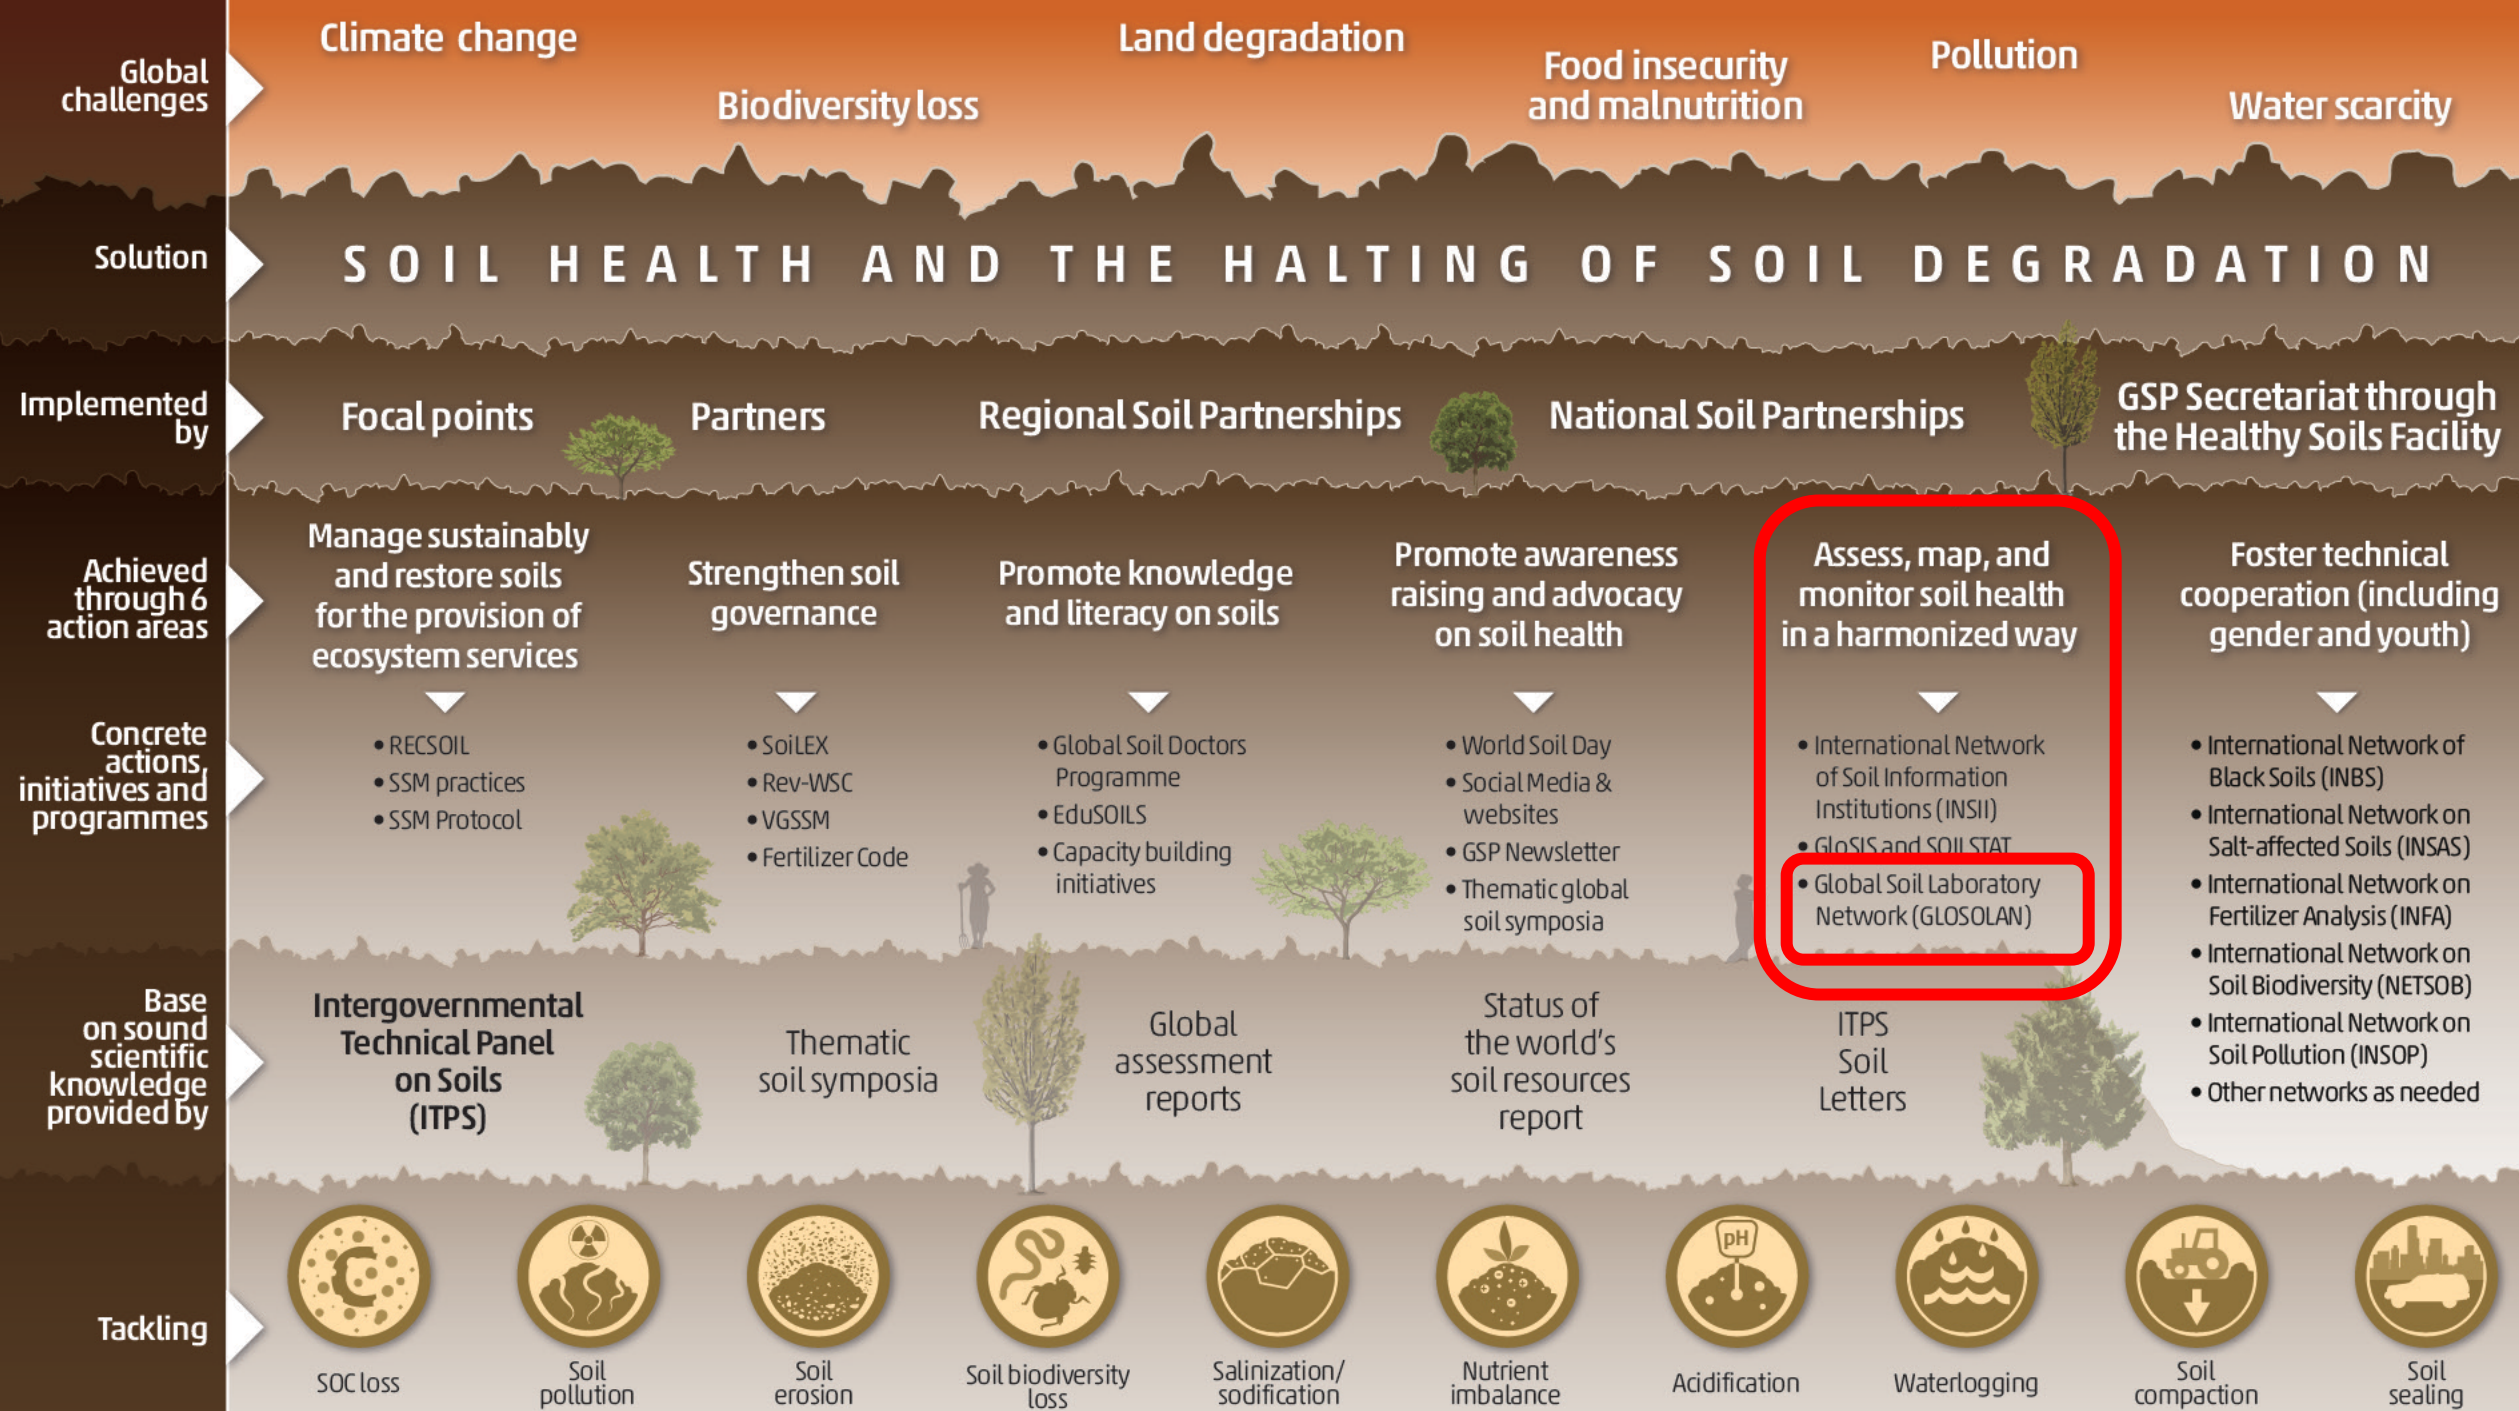 Global
challenges
Climate change
Biodiversity loss
Land degradation
Food insecurity
and malnutrition
Pollution
Water scarcity
Solution
SOIL HEALTH AND THE HALTING OF SOIL DEGRADATION
Implemented
by
Focal points
Partners
Regional Soil Partnerships
National Soil Partnerships
GSP Secretariat through
the Healthy Soils Facility
Achieved
through 6
action areas
Manage sustainably
and restore soils
for the provision of
ecosystem services
Strengthen soil
governance
Promote knowledge
and literacy on soils
Promote awareness
raising and advocacy
on soil health
Assess, map, and
monitor soil health
in a harmonized way
Foster technical
cooperation (including
gender and youth)
Concrete
actions,
initiatives and
programmes
• RECSOIL
• SSM practices
• SSM Protocol
• SoiLEX
• Rev-WSC
• VGSSM
• Fertilizer Code
• Global Soil Doctors
Programme
• EduSOILS
• Capacity building
initiatives
• World Soil Day
• Social Media &
websites
• GSP Newsletter
• Thematic global
soil symposia
• International Network
of Soil Information
Institutions (INSII)
• GloSIS and SOILSTAT
• Global Soil Laboratory
Network (GLOSOLAN)
• International Network of
Black Soils (INBS)
• International Network on
Salt-affected Soils (INSAS)
• International Network on
Fertilizer Analysis (INFA)
• International Network on
Soil Biodiversity (NETSOB)
• International Network on
Soil Pollution (INSOP)
• Other networks as needed
Base
on sound
scientific
knowledge
provided by
Intergovernmental
Technical Panel
on Soils
(ITPS)
Thematic
soil symposia
Global
assessment
reports
Status of
the world's
soil resources
report
ITPS
Soil
Letters
Tackling
pH
SOC loss
Soil
pollution
Soil
erosion
Soil biodiversity
loss
Salinization/
sodification
Nutrient
imbalance
Acidification
Waterlogging
Soil
compaction
Soil
sealing